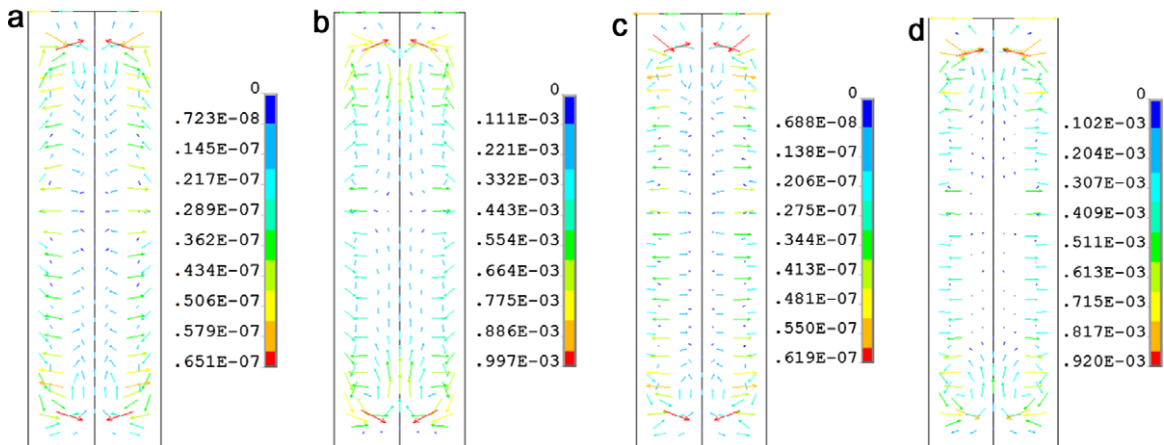 a
0
.723E-08
.145E-07
.217E-07
.289E-07
.362E-07
.434E-07
.506E-07
.579E-07
.651E-07
b
0
.111E-03
.221E-03
.332E-03
.443E-03
.554E-03
.664E-03
.775E-03
.886E-03
.997E-03
c
0
.688E-08
.138E-07
.206E-07
.275E-07
.344E-07
.413E-07
.481E-07
.550E-07
.619E-07
d
0
.102E-03
.204E-03
.307E-03
.409E-03
.511E-03
.613E-03
.715E-03
.817E-03
.920E-03